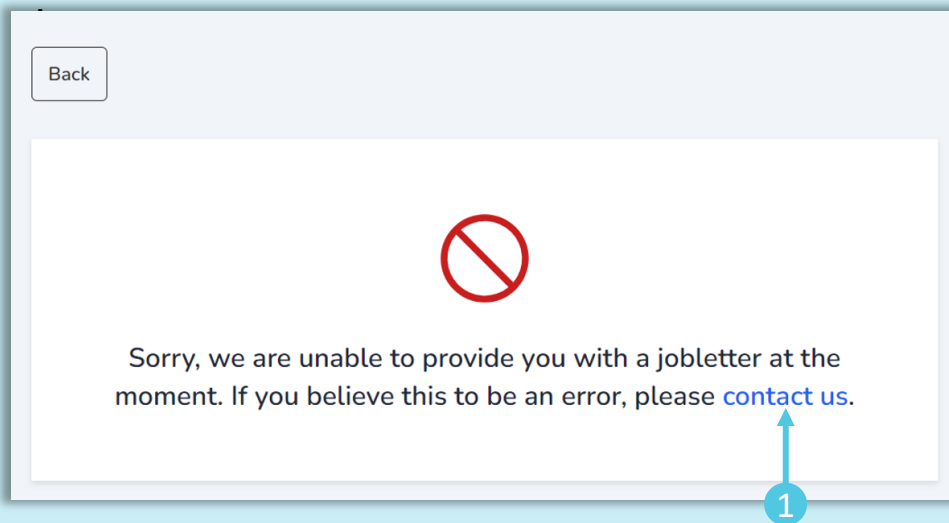 Back
Sorry, we are unable to provide you with a jobletter at the
moment. If you believe this to be an error, please contact us.
1